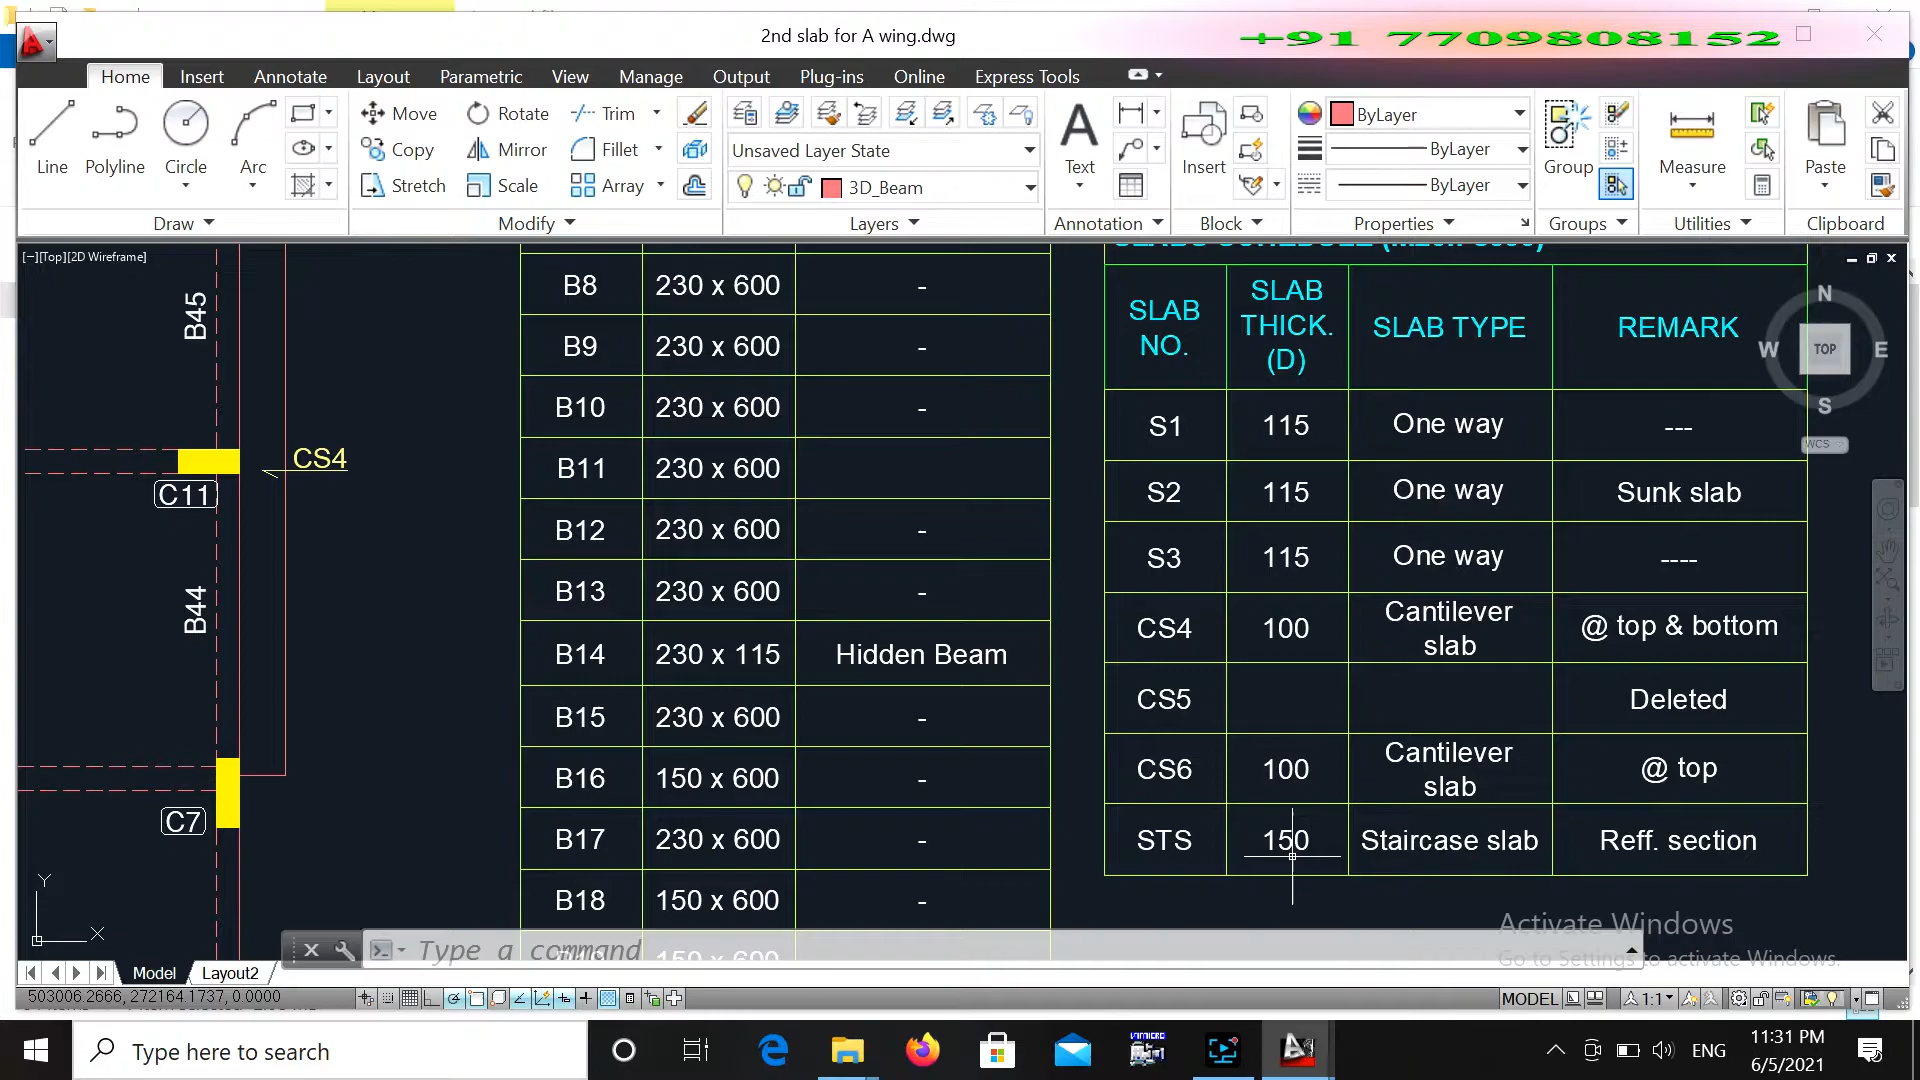 2nd slab for A wing.dwg
+91 7709808152
Home Insert Annotate Layout Parametric View Manage Output Plug-ins Online Express Tools
Line Polyline Circle Arc
Move Rotate Trim
Copy Mirror Fillet
Stretch Scale Array
Unsaved Layer State
3D_Beam
Text Insert
ByLayer
ByLayer
ByLayer
Group Measure Paste
Draw Modify Layers Annotation Block Properties Groups Utilities Clipboard
[−][Top][2D Wireframe]
B45
CS4
C11
B44
C7
Y
X
B8 230 x 600 -
B9 230 x 600 -
B10 230 x 600 -
B11 230 x 600
B12 230 x 600 -
B13 230 x 600 -
B14 230 x 115 Hidden Beam
B15 230 x 600 -
B16 150 x 600 -
B17 230 x 600 -
B18 150 x 600 -
SLAB NO. SLAB THICK. (D) SLAB TYPE REMARK
S1 115 One way ---
S2 115 One way Sunk slab
S3 115 One way ----
CS4 100 Cantilever slab @ top & bottom
CS5 Deleted
CS6 100 Cantilever slab @ top
STS 150 Staircase slab Reff. section
N
W TOP E
S
WCS
Activate Windows
Go to Settings to activate Windows.
Type a command
Model Layout2
503006.2666, 272164.1737, 0.0000
MODEL 1:1
Type here to search
ENG
11:31 PM
6/5/2021